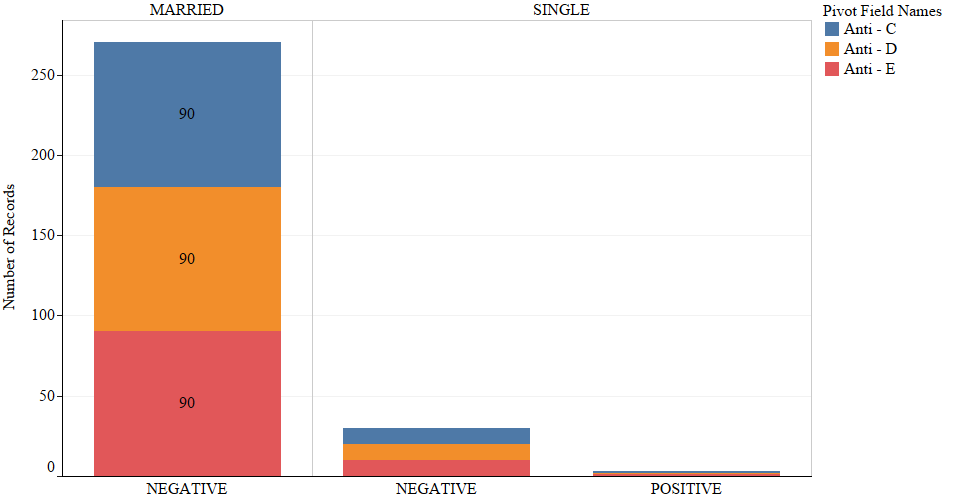 MARRIED
SINGLE
Pivot Field Names
Anti - C
Anti - D
Anti - E
Number of Records
250
200
150
100
50
0
90
90
90
NEGATIVE
NEGATIVE
POSITIVE